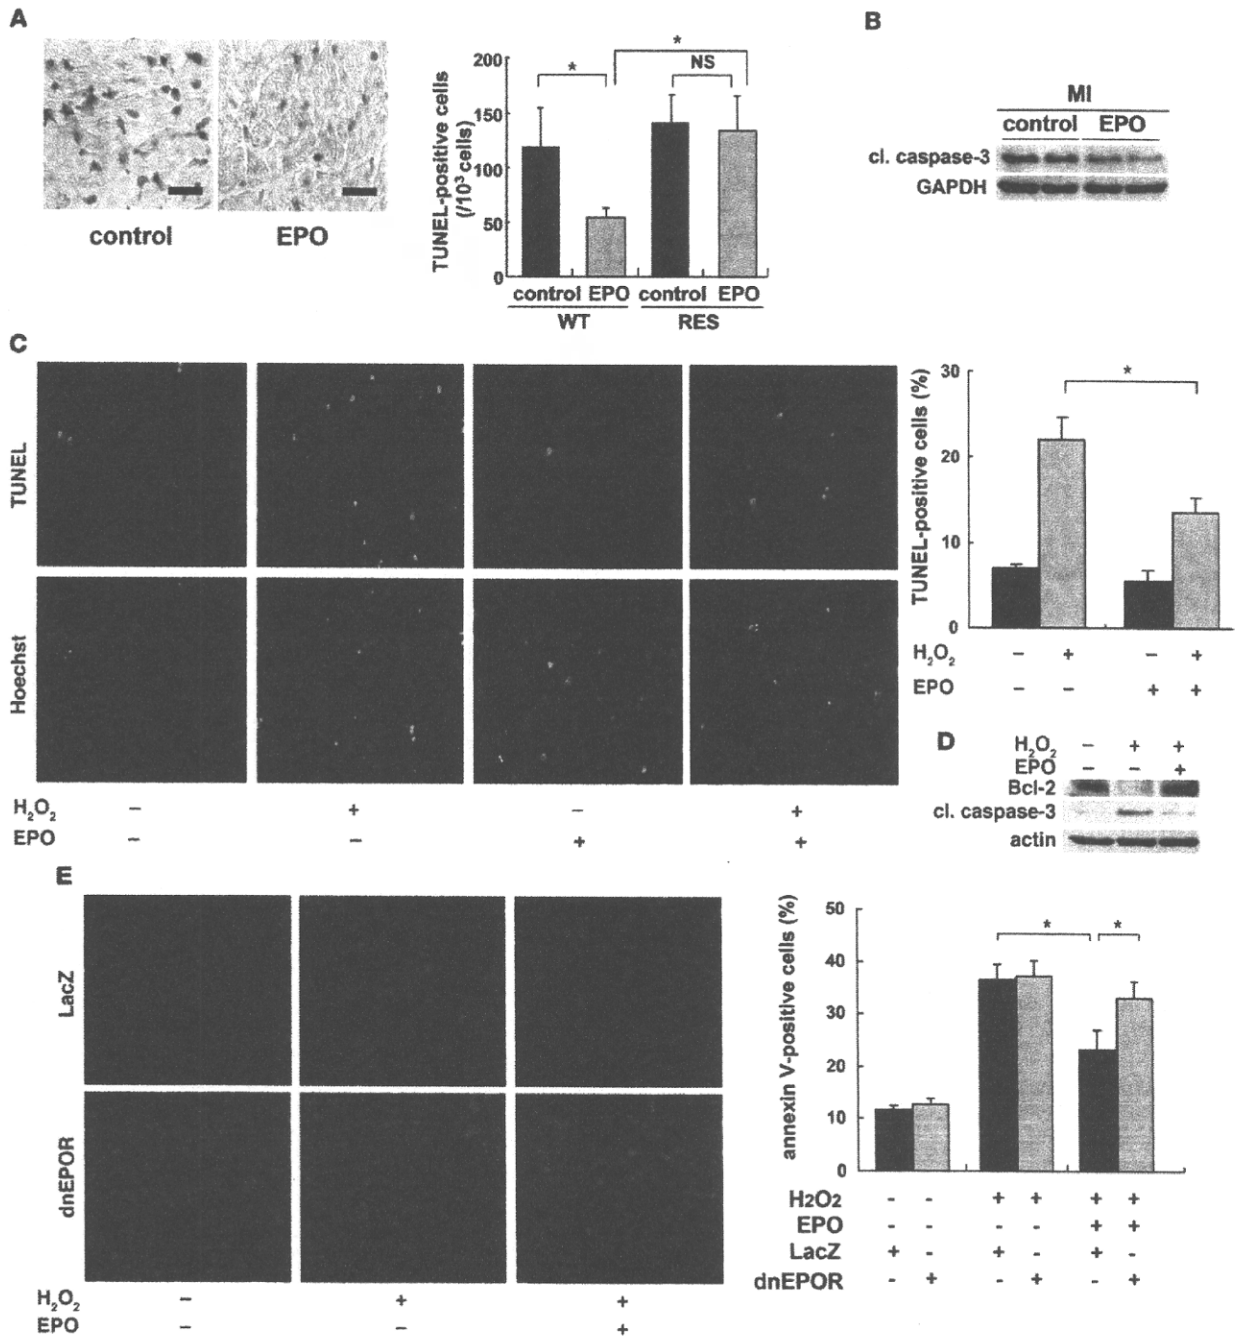 A
control
EPO
TUNEL-positive cells
(/10³ cells)
200
150
100
50
0
*
*
NS
control EPO control EPO
WT
RES
B
MI
control EPO
cl. caspase-3
GAPDH
C
TUNEL
Hoechst
H₂O₂ − + − +
EPO − − + +
TUNEL-positive cells (%)
30
20
10
0
*
H₂O₂ − + − +
EPO − − + +
D
H₂O₂ − + +
EPO − − +
Bcl-2
cl. caspase-3
actin
E
LacZ
dnEPOR
H₂O₂ − + +
EPO − − +
annexin V-positive cells (%)
50
40
30
20
10
0
*
*
H2O2 - - + + + +
EPO - - - - + +
LacZ + - + - + -
dnEPOR - + - + - +